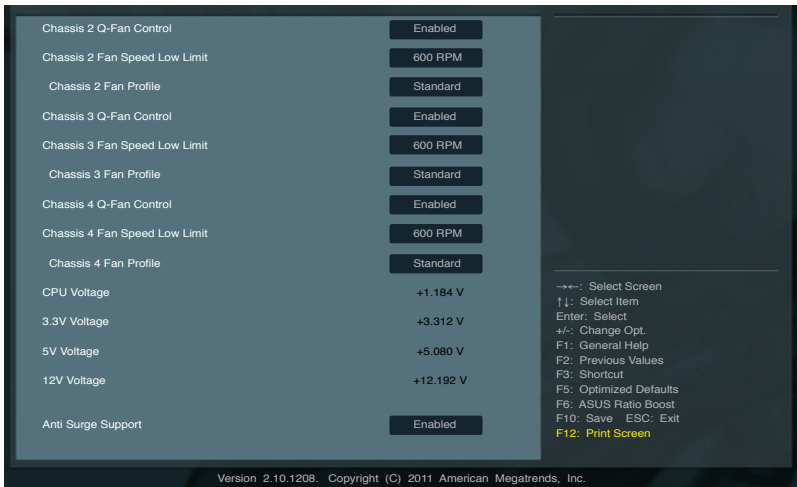 Chassis 2 Q-Fan Control Enabled
Chassis 2 Fan Speed Low Limit 600 RPM
Chassis 2 Fan Profile Standard
Chassis 3 Q-Fan Control Enabled
Chassis 3 Fan Speed Low Limit 600 RPM
Chassis 3 Fan Profile Standard
Chassis 4 Q-Fan Control Enabled
Chassis 4 Fan Speed Low Limit 600 RPM
Chassis 4 Fan Profile Standard
CPU Voltage +1.184 V
3.3V Voltage +3.312 V
5V Voltage +5.080 V
12V Voltage +12.192 V
Anti Surge Support Enabled
→←: Select Screen
↑↓: Select Item
Enter: Select
+/-: Change Opt.
F1: General Help
F2: Previous Values
F3: Shortcut
F5: Optimized Defaults
F6: ASUS Ratio Boost
F10: Save ESC: Exit
F12: Print Screen
Version 2.10.1208. Copyright (C) 2011 American Megatrends, Inc.